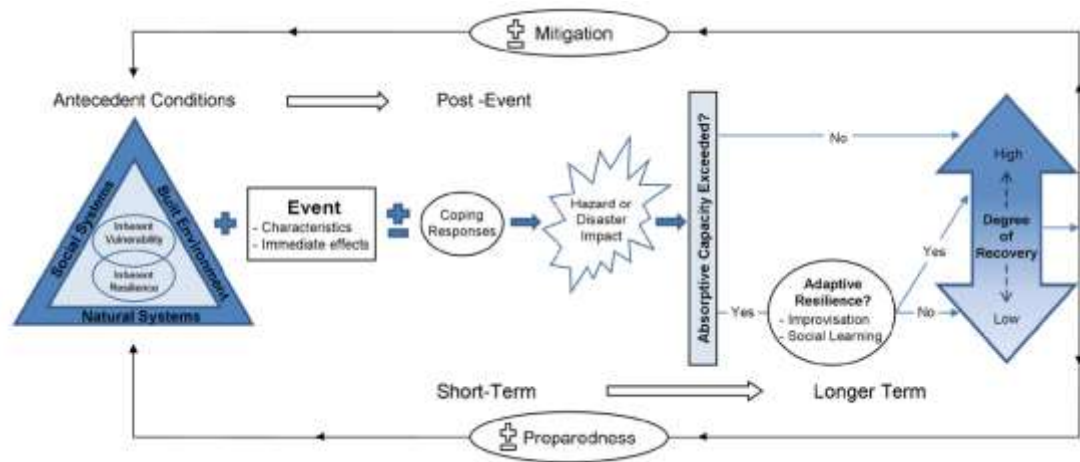 ± Mitigation
Antecedent Conditions
Post -Event
Social Systems
Built Environment
Natural Systems
Inherent
Vulnerability
Inherent
Resilience
+
Event
- Characteristics
- Immediate effects
±
Coping
Responses
Hazard or
Disaster
Impact
Absorptive Capacity Exceeded?
No
Yes
Adaptive
Resilience?
- Improvisation
- Social Learning
Yes
No
High
Degree of
Recovery
Low
Short-Term
Longer Term
± Preparedness